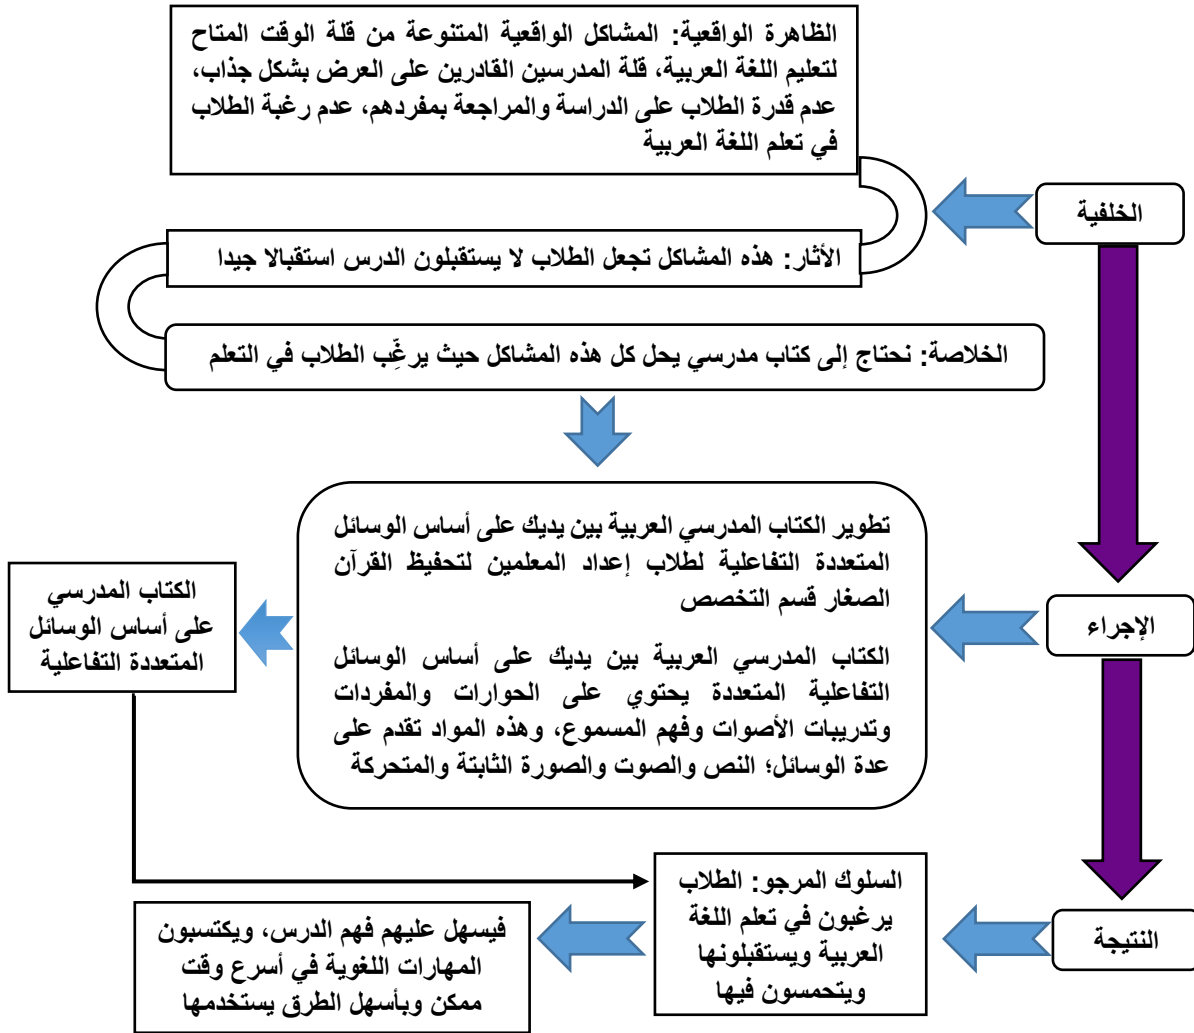 الظاهرة الواقعية: المشاكل الواقعية المتنوعة من قلة الوقت المتاح
لتعليم اللغة العربية، قلة المدرسين القادرين على العرض بشكل جذاب،
عدم قدرة الطلاب على الدراسة والمراجعة بمفردهم، عدم رغبة الطلاب
في تعلم اللغة العربية
الخلفية
الأثار: هذه المشاكل تجعل الطلاب لا يستقبلون الدرس استقبالا جيدا
الخلاصة: نحتاج إلى كتاب مدرسي يحل كل هذه المشاكل حيث يرغِّب الطلاب في التعلم
تطوير الكتاب المدرسي العربية بين يديك على أساس الوسائل
المتعددة التفاعلية لطلاب إعداد المعلمين لتحفيظ القرآن
الصغار قسم التخصص
الكتاب المدرسي العربية بين يديك على أساس الوسائل
التفاعلية المتعددة يحتوي على الحوارات والمفردات
وتدريبات الأصوات وفهم المسموع، وهذه المواد تقدم على
عدة الوسائل؛ النص والصوت والصورة الثابتة والمتحركة
الإجراء
الكتاب المدرسي
على أساس الوسائل
المتعددة التفاعلية
النتيجة
السلوك المرجو: الطلاب
يرغبون في تعلم اللغة
العربية ويستقبلونها
ويتحمسون فيها
فيسهل عليهم فهم الدرس، ويكتسبون
المهارات اللغوية في أسرع وقت
ممكن وبأسهل الطرق يستخدمها